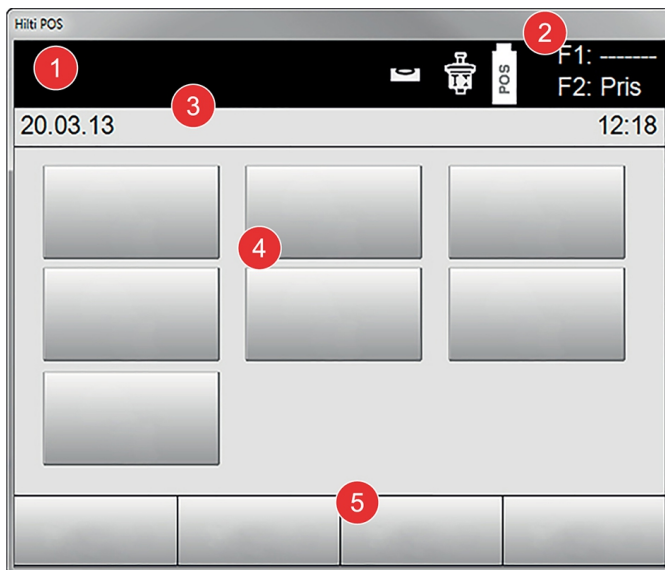 Hilti POS
1
2
POS
F1: -------
F2: Pris
3
20.03.13
12:18
4
5